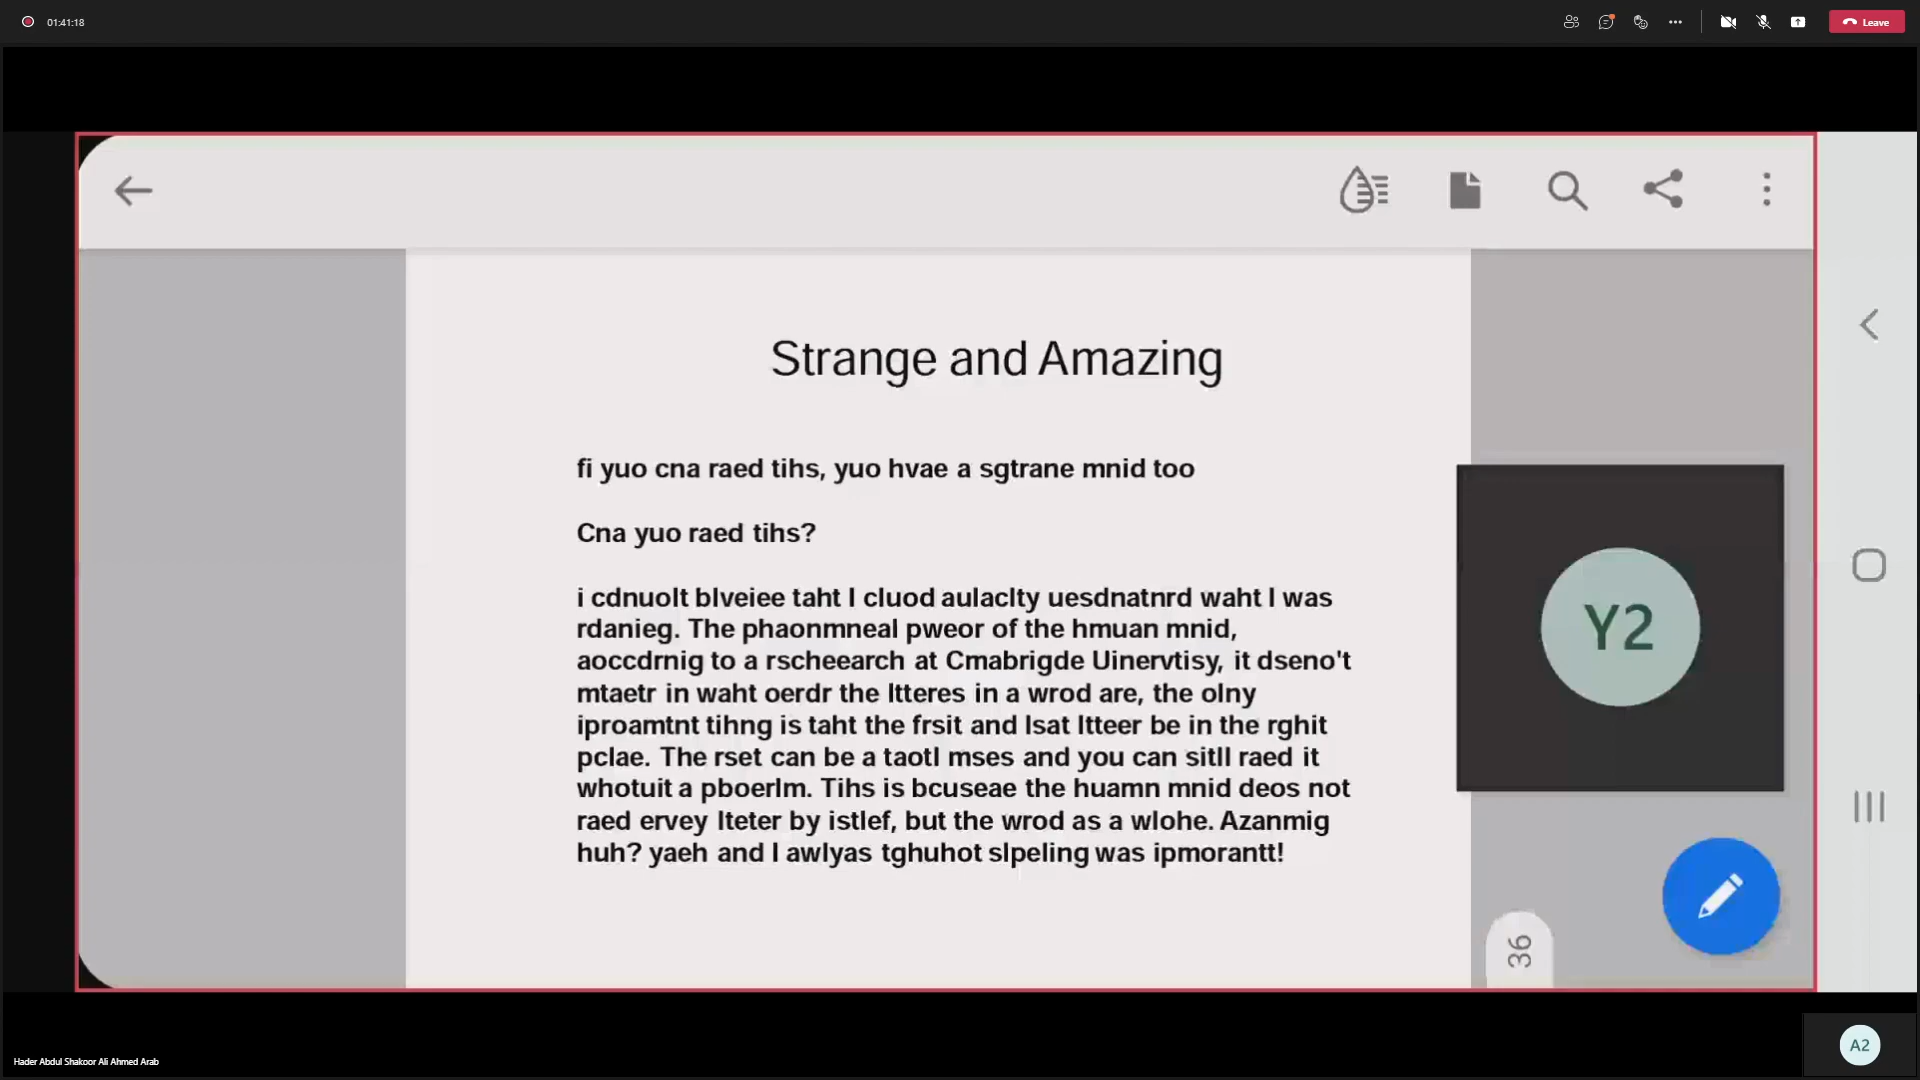 01:41:18
Leave
Strange and Amazing
fi yuo cna raed tihs, yuo hvae a sgtrane mnid too
Cna yuo raed tihs?
i cdnuolt blveiee taht I cluod aulaclty uesdnatnrd waht I was
rdanieg. The phaonmneal pweor of the hmuan mnid,
aoccdrnig to a rscheearch at Cmabrigde Uinervtisy, it dseno't
mtaetr in waht oerdr the ltteres in a wrod are, the olny
iproamtnt tihng is taht the frsit and lsat ltteer be in the rghit
pclae. The rset can be a taotl mses and you can sitll raed it
whotuit a pboerlm. Tihs is bcuseae the huamn mnid deos not
raed ervey lteter by istlef, but the wrod as a wlohe. Azanmig
huh? yaeh and I awlyas tghuhot slpeling was ipmorantt!
Y2
36
Hader Abdul Shakoor Ali Ahmed Arab
A2